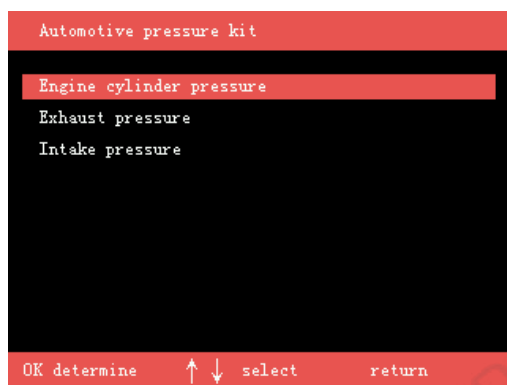 Automotive pressure kit
Engine cylinder pressure
Exhaust pressure
Intake pressure
OK determine ↑ ↓ select return